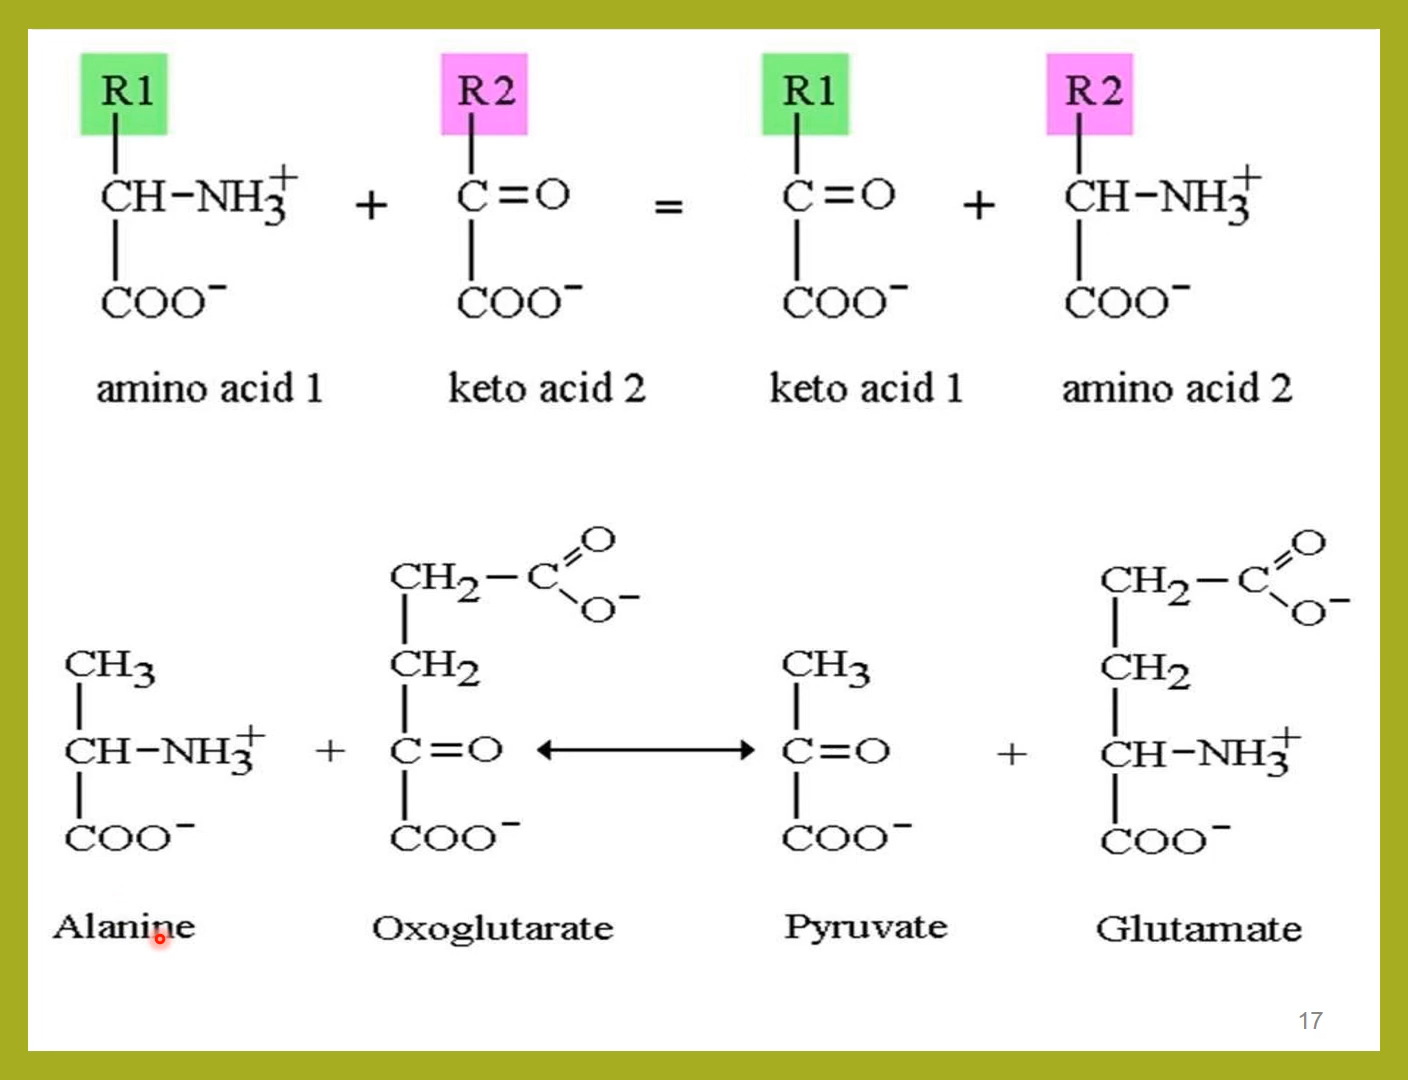 R1 R2 R1 R2
CH-NH3+ + C=O = C=O + CH-NH3+
COO- COO- COO- COO-
amino acid 1 keto acid 2 keto acid 1 amino acid 2
O O
CH2-C CH2-C
O- O-
CH3 CH2 CH3 CH2
CH-NH3+ + C=O C=O + CH-NH3+
COO- COO- COO- COO-
Alanine Oxoglutarate Pyruvate Glutamate
17